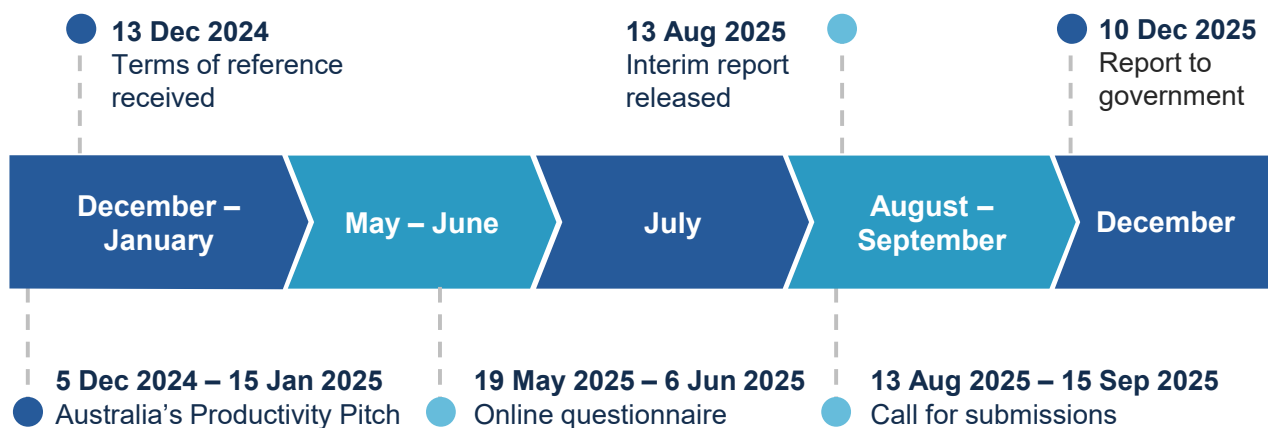 13 Dec 2024
Terms of reference
received
13 Aug 2025
Interim report
released
10 Dec 2025
Report to
government
December –
January
May – June
July
August –
September
December
5 Dec 2024 – 15 Jan 2025
Australia’s Productivity Pitch
19 May 2025 – 6 Jun 2025
Online questionnaire
13 Aug 2025 – 15 Sep 2025
Call for submissions